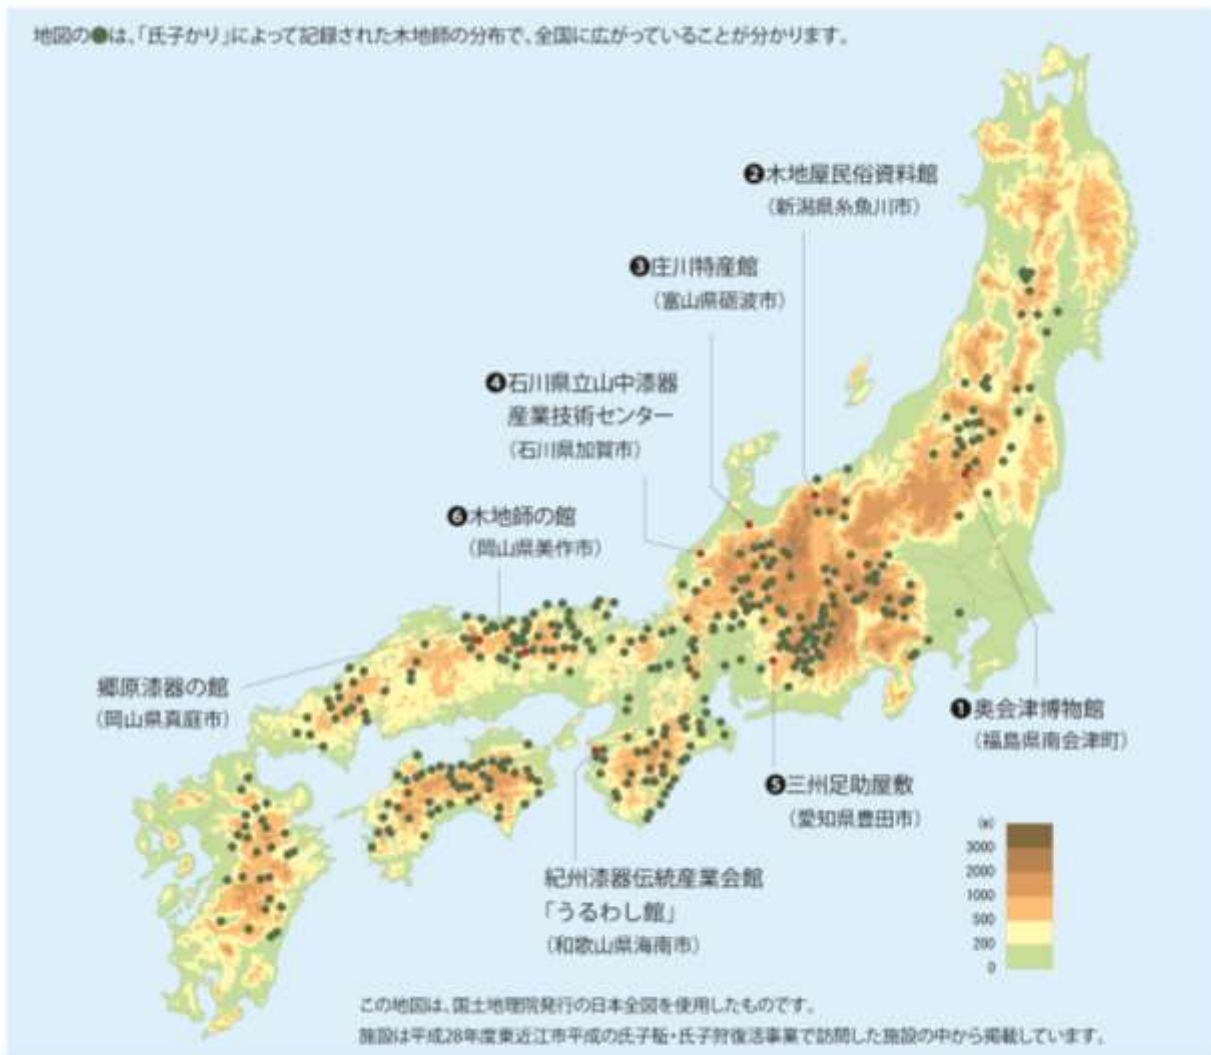 地図の●は、「氏子かり」によって記録された木地師の分布で、全国に広がっていることが分かります。
❷木地屋民俗資料館
（新潟県糸魚川市）
❸庄川特産館
（富山県砺波市）
❹石川県立山中漆器
産業技術センター
（石川県加賀市）
❻木地師の館
（岡山県美作市）
郷原漆器の館
（岡山県真庭市）
❶奥会津博物館
（福島県南会津町）
❺三州足助屋敷
（愛知県豊田市）
紀州漆器伝統産業会館
「うるわし館」
（和歌山県海南市）
(m)
3000
2000
1000
500
200
0
この地図は、国土地理院発行の日本全図を使用したものです。
施設は平成28年度東近江市平成の氏子駈・氏子狩復活事業で訪問した施設の中から掲載しています。